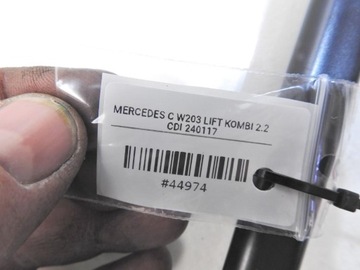 MERCEDES C W203 LIFT KOMBI 2.2
CDI 240117
#44974